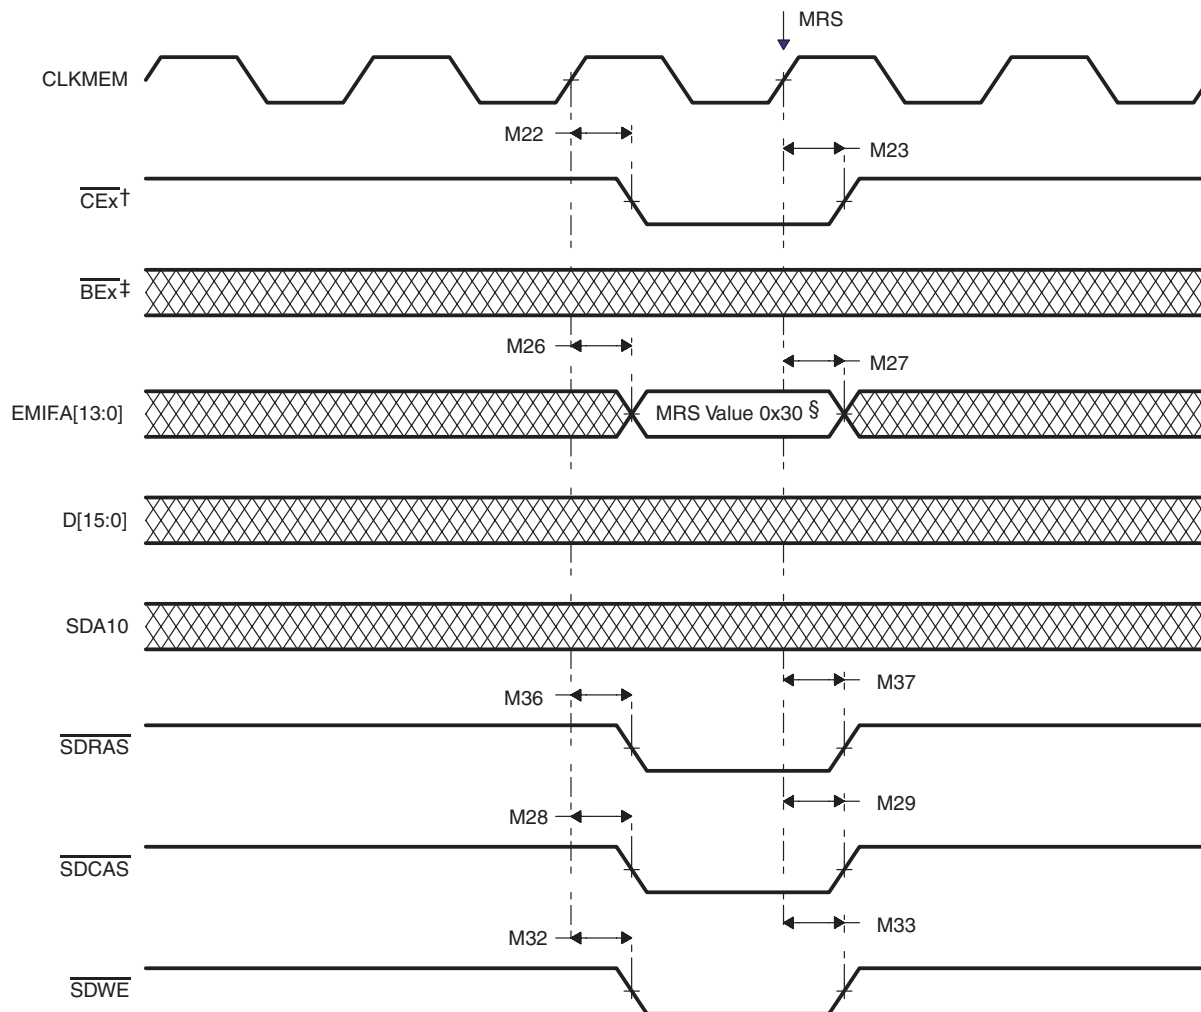 MRS
CLKMEM
M22
M23
CEx†
BEx‡
M26
M27
EMIF.A[13:0]
MRS Value 0x30 §
D[15:0]
SDA10
M36
M37
SDRAS
M28
M29
SDCAS
M32
M33
SDWE